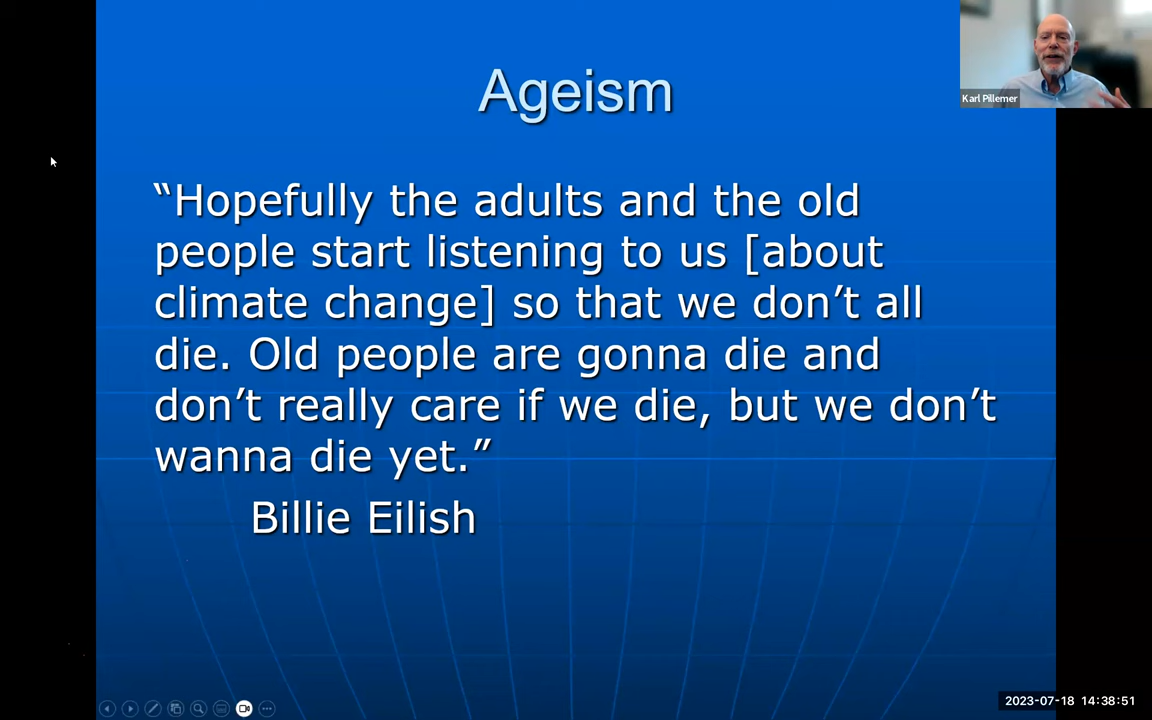 Ageism
Karl Pillemer
“Hopefully the adults and the old
people start listening to us [about
climate change] so that we don’t all
die. Old people are gonna die and
don’t really care if we die, but we don’t
wanna die yet.”
Billie Eilish
2023-07-18 14:38:51